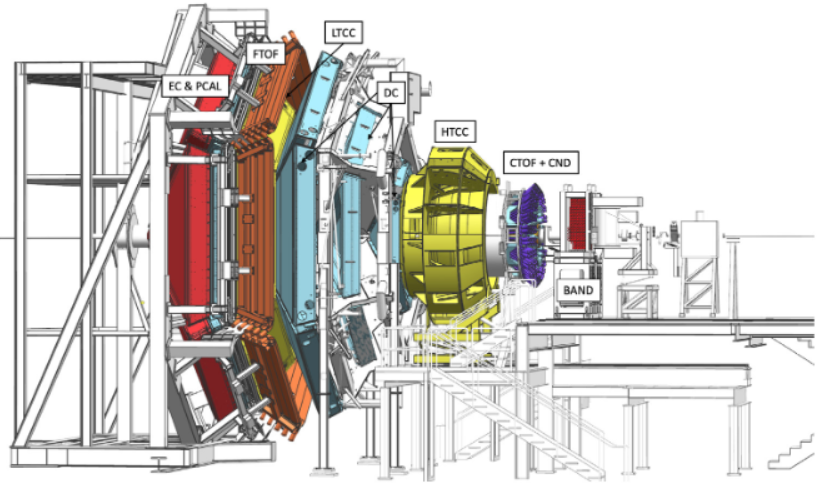 LTCC
FTOF
EC & PCAL
DC
HTCC
CTOF + CND
BAND